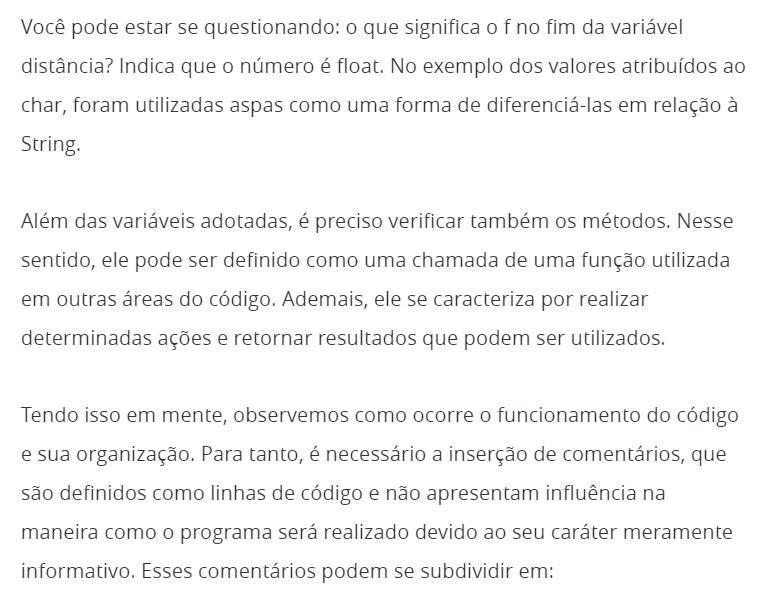 Você pode estar se questionando: o que significa o f no fim da variável
distância? Indica que o número é float. No exemplo dos valores atribuídos ao
char, foram utilizadas aspas como uma forma de diferenciá-las em relação à
String.
Além das variáveis adotadas, é preciso verificar também os métodos. Nesse
sentido, ele pode ser definido como uma chamada de uma função utilizada
em outras áreas do código. Ademais, ele se caracteriza por realizar
determinadas ações e retornar resultados que podem ser utilizados.
Tendo isso em mente, observemos como ocorre o funcionamento do código
e sua organização. Para tanto, é necessário a inserção de comentários, que
são definidos como linhas de código e não apresentam influência na
maneira como o programa será realizado devido ao seu caráter meramente
informativo. Esses comentários podem se subdividir em: